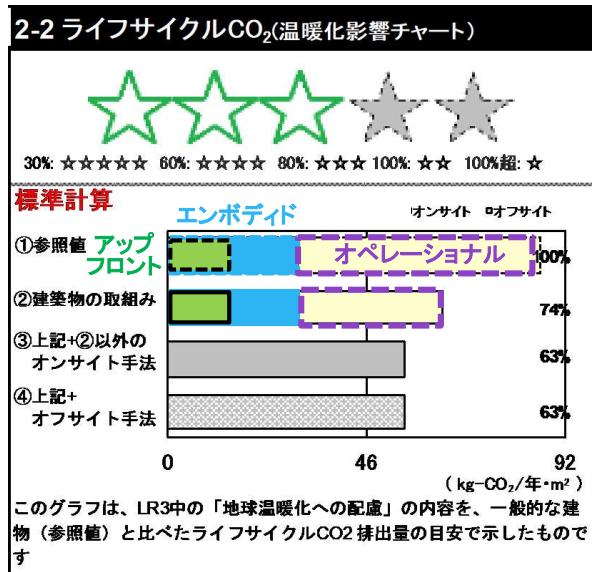 2-2 ライフサイクルCO₂(温暖化影響チャート)
30%: ☆☆☆☆☆ 60%: ☆☆☆☆ 80%: ☆☆☆ 100%: ☆☆ 100%超: ☆
標準計算
エンボディド
オンサイト オフサイト
①参照値
アップ
フロント
オペレーショナル
100%
②建築物の取組み
74%
③上記+②以外の
オンサイト手法
63%
④上記+
オフサイト手法
63%
0 46 92
( kg-CO₂/年・m² )
このグラフは、LR3中の「地球温暖化への配慮」の内容を、一般的な建
物（参照値）と比べたライフサイクルCO2 排出量の目安で示したもので
す